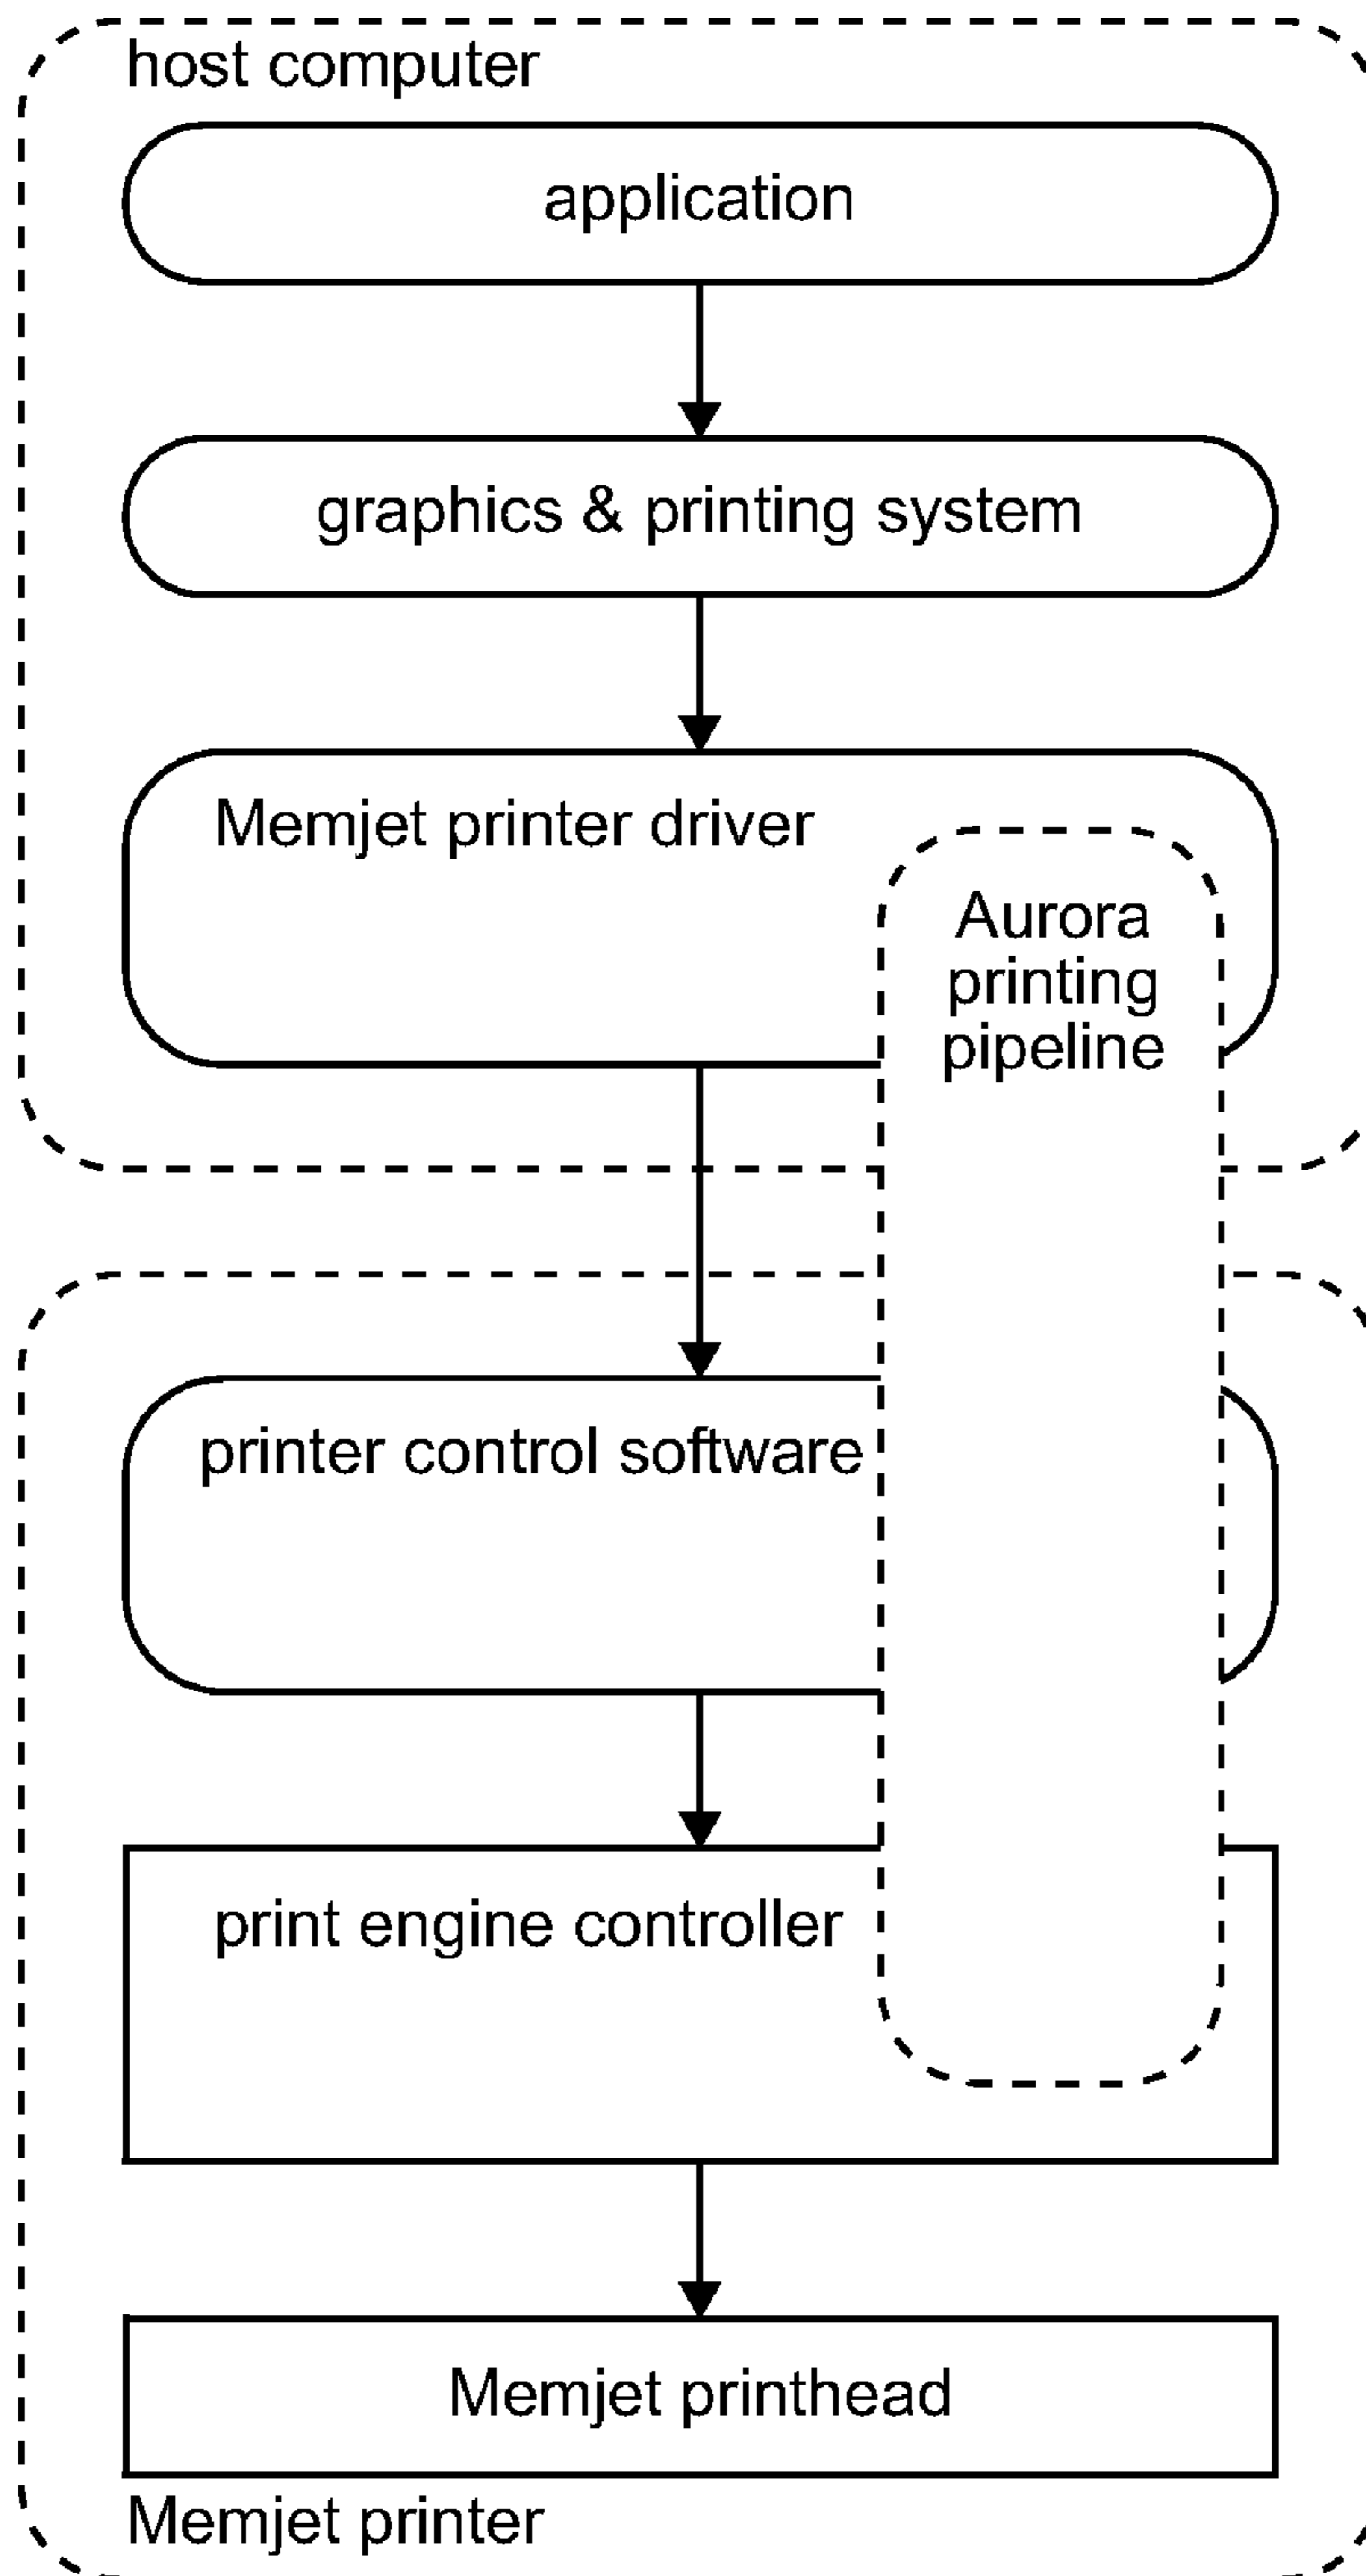 host computer
application
graphics & printing system
Memjet printer driver
Aurora
printing
pipeline
printer control software
print engine controller
Memjet printhead
Memjet printer